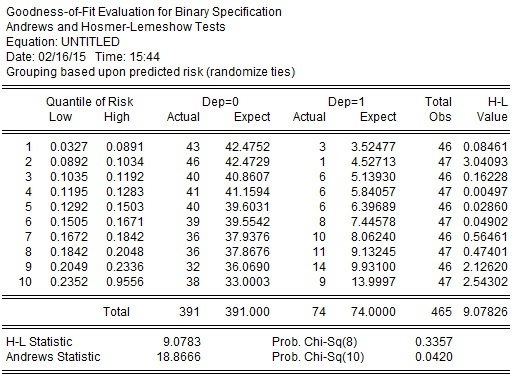 Goodness-of-Fit Evaluation for Binary Specification
Andrews and Hosmer-Lemeshow Tests
Equation: UNTITLED
Date: 02/16/15 Time: 15:44
Grouping based upon predicted risk (randomize ties)
Quantile of Risk Dep=0 Dep=1 Total H-L
Low High Actual Expect Actual Expect Obs Value
1 0.0327 0.0891 43 42.4752 3 3.52477 46 0.08461
2 0.0892 0.1034 46 42.4729 1 4.52713 47 3.04093
3 0.1035 0.1192 40 40.8607 6 5.13930 46 0.16228
4 0.1195 0.1283 41 41.1594 6 5.84057 47 0.00497
5 0.1292 0.1503 40 39.6031 6 6.39689 46 0.02860
6 0.1505 0.1671 39 39.5542 8 7.44578 47 0.04902
7 0.1672 0.1842 36 37.9376 10 8.06240 46 0.56461
8 0.1842 0.2048 36 37.8676 11 9.13245 47 0.47401
9 0.2049 0.2336 32 36.0690 14 9.93100 46 2.12620
10 0.2352 0.9556 38 33.0003 9 13.9997 47 2.54302
Total 391 391.000 74 74.0000 465 9.07826
H-L Statistic 9.0783 Prob. Chi-Sq(8) 0.3357
Andrews Statistic 18.8666 Prob. Chi-Sq(10) 0.0420